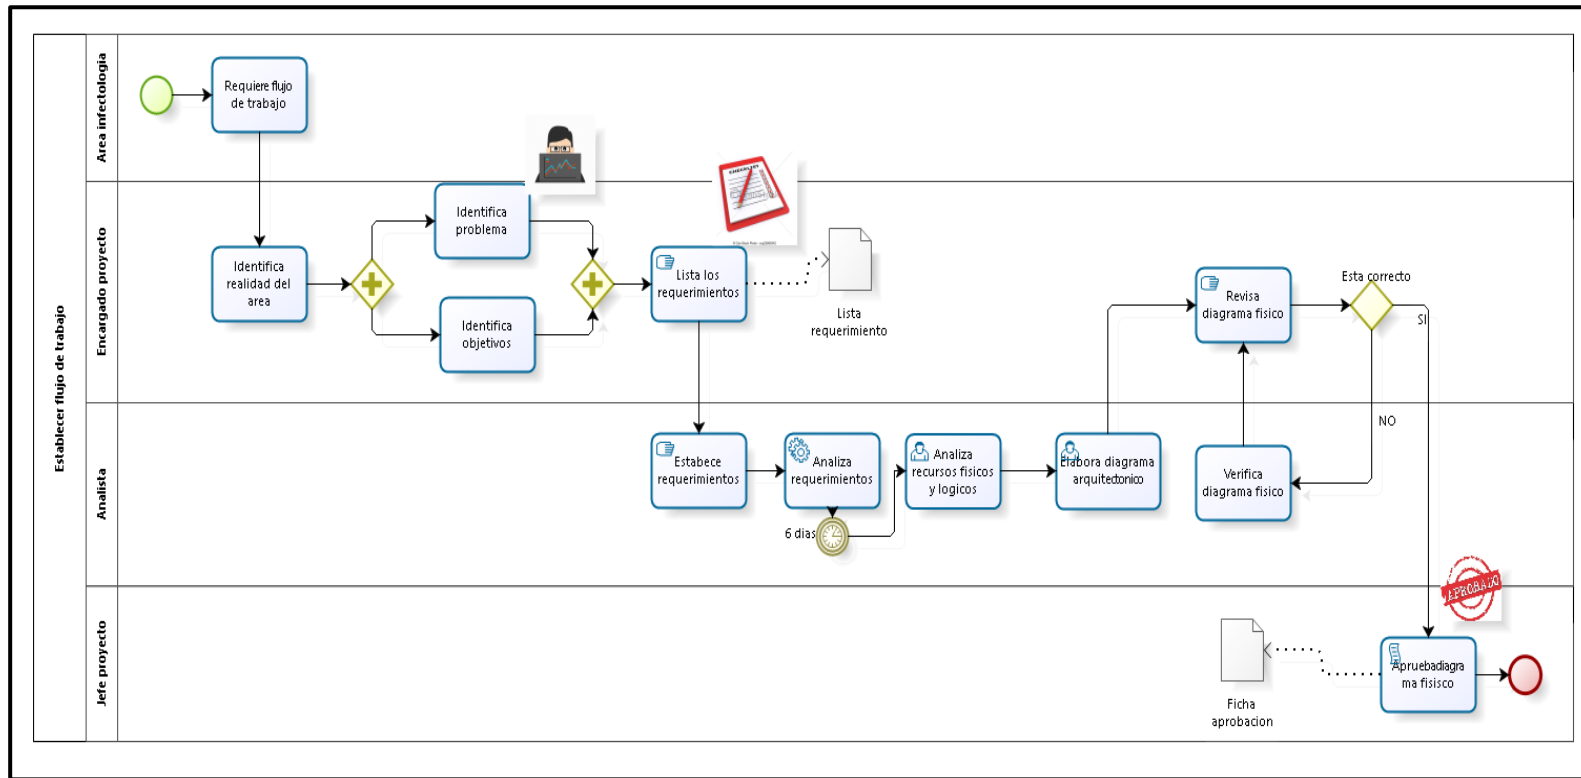 Establecer flujo de trabajo
Area infectologia
Requiere flujo
de trabajo
Encargado proyecto
Identifica
realidad del
area
Identifica
problema
Identifica
objetivos
CHECKLIST
Lista los
requerimientos
Lista
requerimiento
Revisa
diagrama fisico
Esta correcto
SI
NO
Analista
Estabece
requerimientos
Analiza
requerimientos
6 dias
Analiza
recursos fisicos
y logicos
Elabora diagrama
arquitectonico
Verifica
diagrama fisico
Jefe proyecto
APROBADO
Ficha
aprobacion
Apruebadiagra
ma fisisco